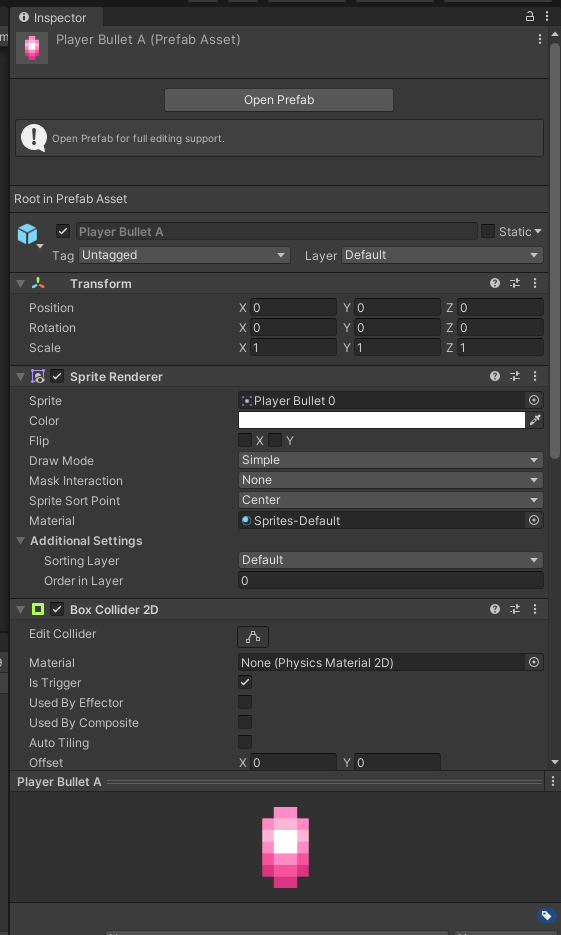 Inspector
Player Bullet A (Prefab Asset)
Open Prefab
Open Prefab for full editing support.
Root in Prefab Asset
Player Bullet A Static
Tag Untagged Layer Default
Transform
Position X 0 Y 0 Z 0
Rotation X 0 Y 0 Z 0
Scale X 1 Y 1 Z 1
Sprite Renderer
Sprite Player Bullet 0
Color
Flip X Y
Draw Mode Simple
Mask Interaction None
Sprite Sort Point Center
Material Sprites-Default
Additional Settings
Sorting Layer Default
Order in Layer 0
Box Collider 2D
Edit Collider
Material None (Physics Material 2D)
Is Trigger
Used By Effector
Used By Composite
Auto Tiling
Offset X 0 Y 0
Player Bullet A